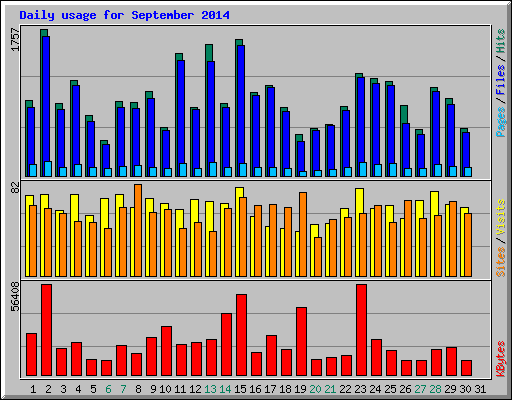 Daily usage for September 2014
1757
Pages / Files / Hits
82
Sites / Visits
56408
KBytes
1 2 3 4 5 6 7 8 9 10 11 12 13 14 15 16 17 18 19 20 21 22 23 24 25 26 27 28 29 30 31